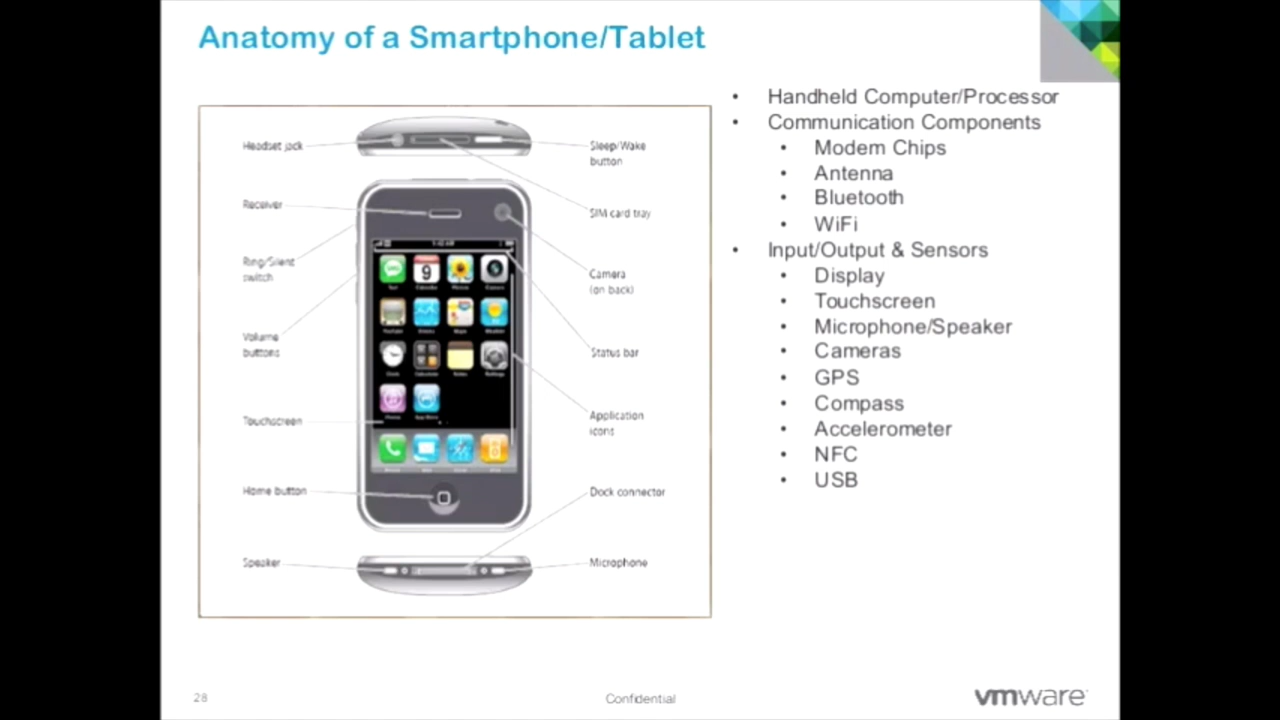 Anatomy of a Smartphone/Tablet
Headset jack
Receiver
Ring/Silent
switch
Volume
buttons
Touchscreen
Home button
Speaker
Sleep/Wake
button
SIM card tray
Camera
(on back)
Status bar
Application
icons
Dock connector
Microphone
9
• Handheld Computer/Processor
• Communication Components
• Modem Chips
• Antenna
• Bluetooth
• WiFi
• Input/Output & Sensors
• Display
• Touchscreen
• Microphone/Speaker
• Cameras
• GPS
• Compass
• Accelerometer
• NFC
• USB
28
Confidential
vmware